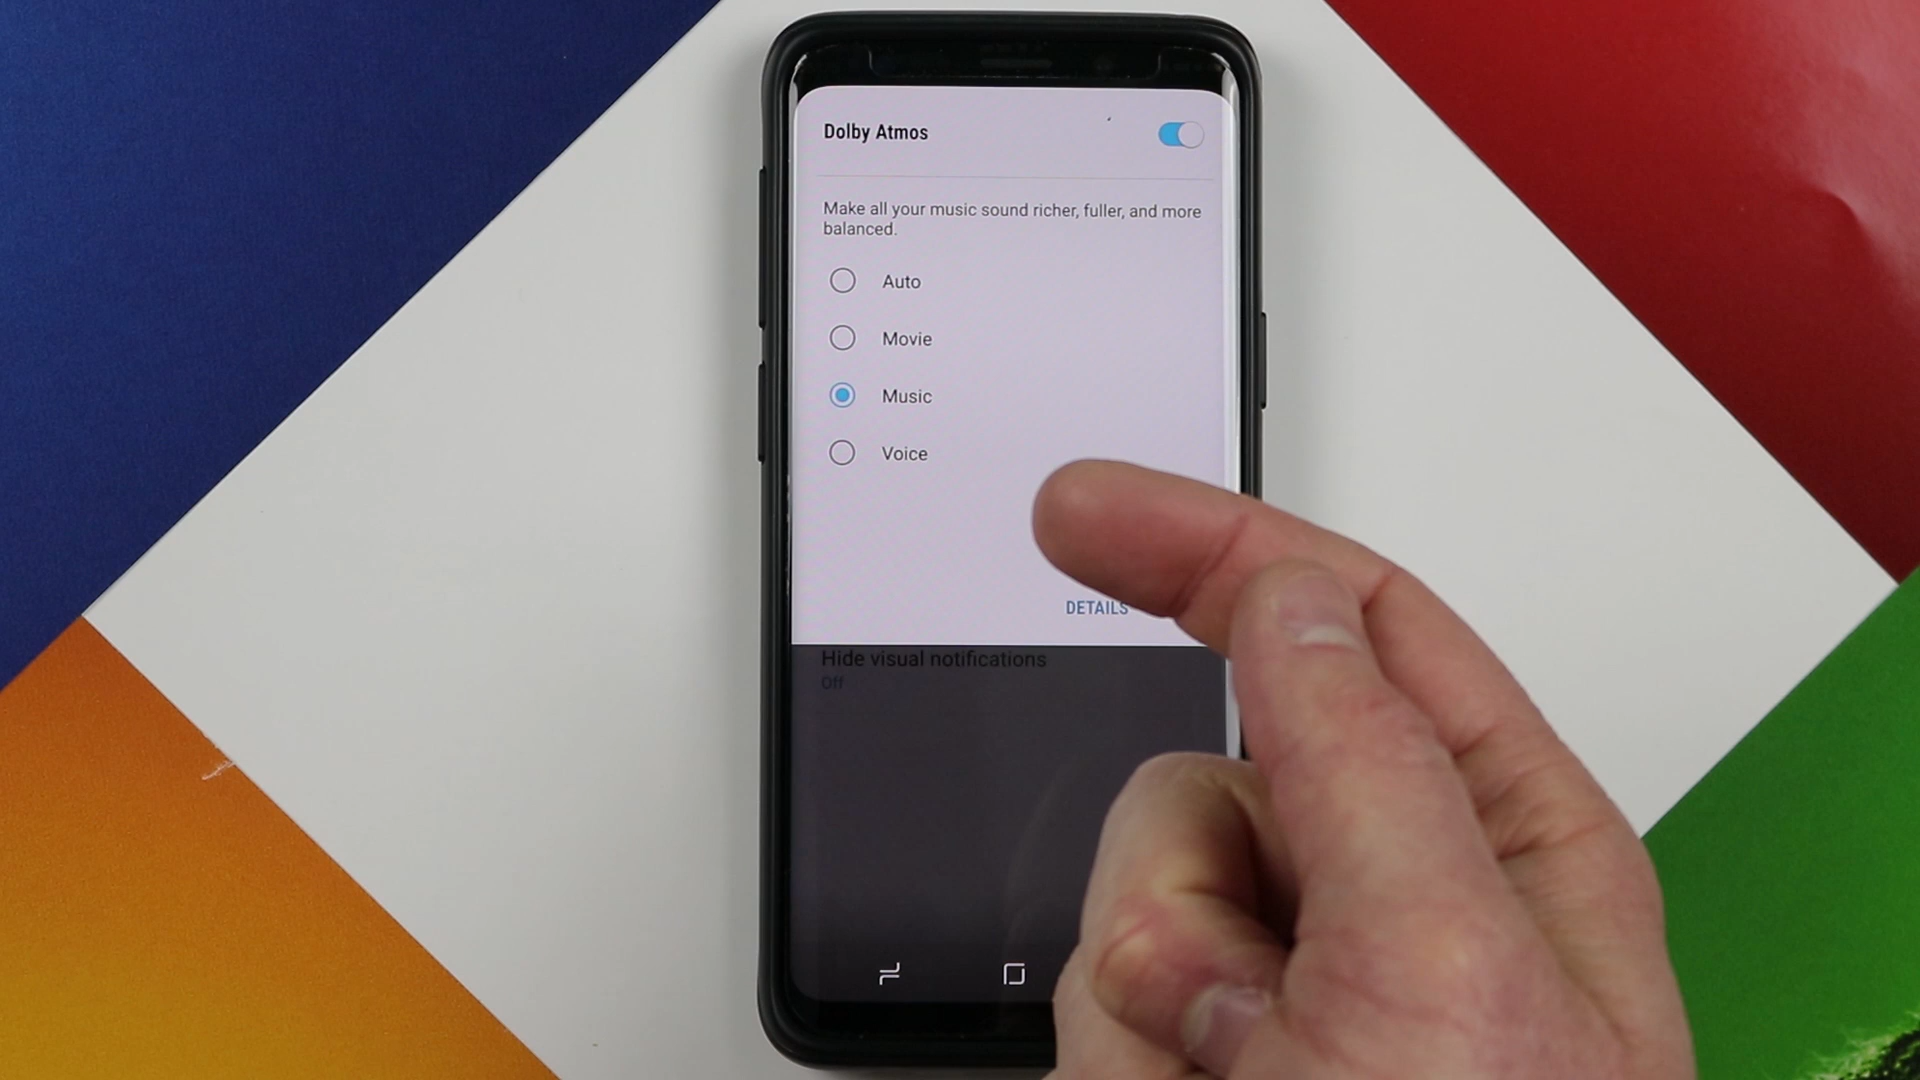 Dolby Atmos
Make all your music sound richer, fuller, and more
balanced.
Auto
Movie
Music
Voice
DETAILS
Hide visual notifications
Off